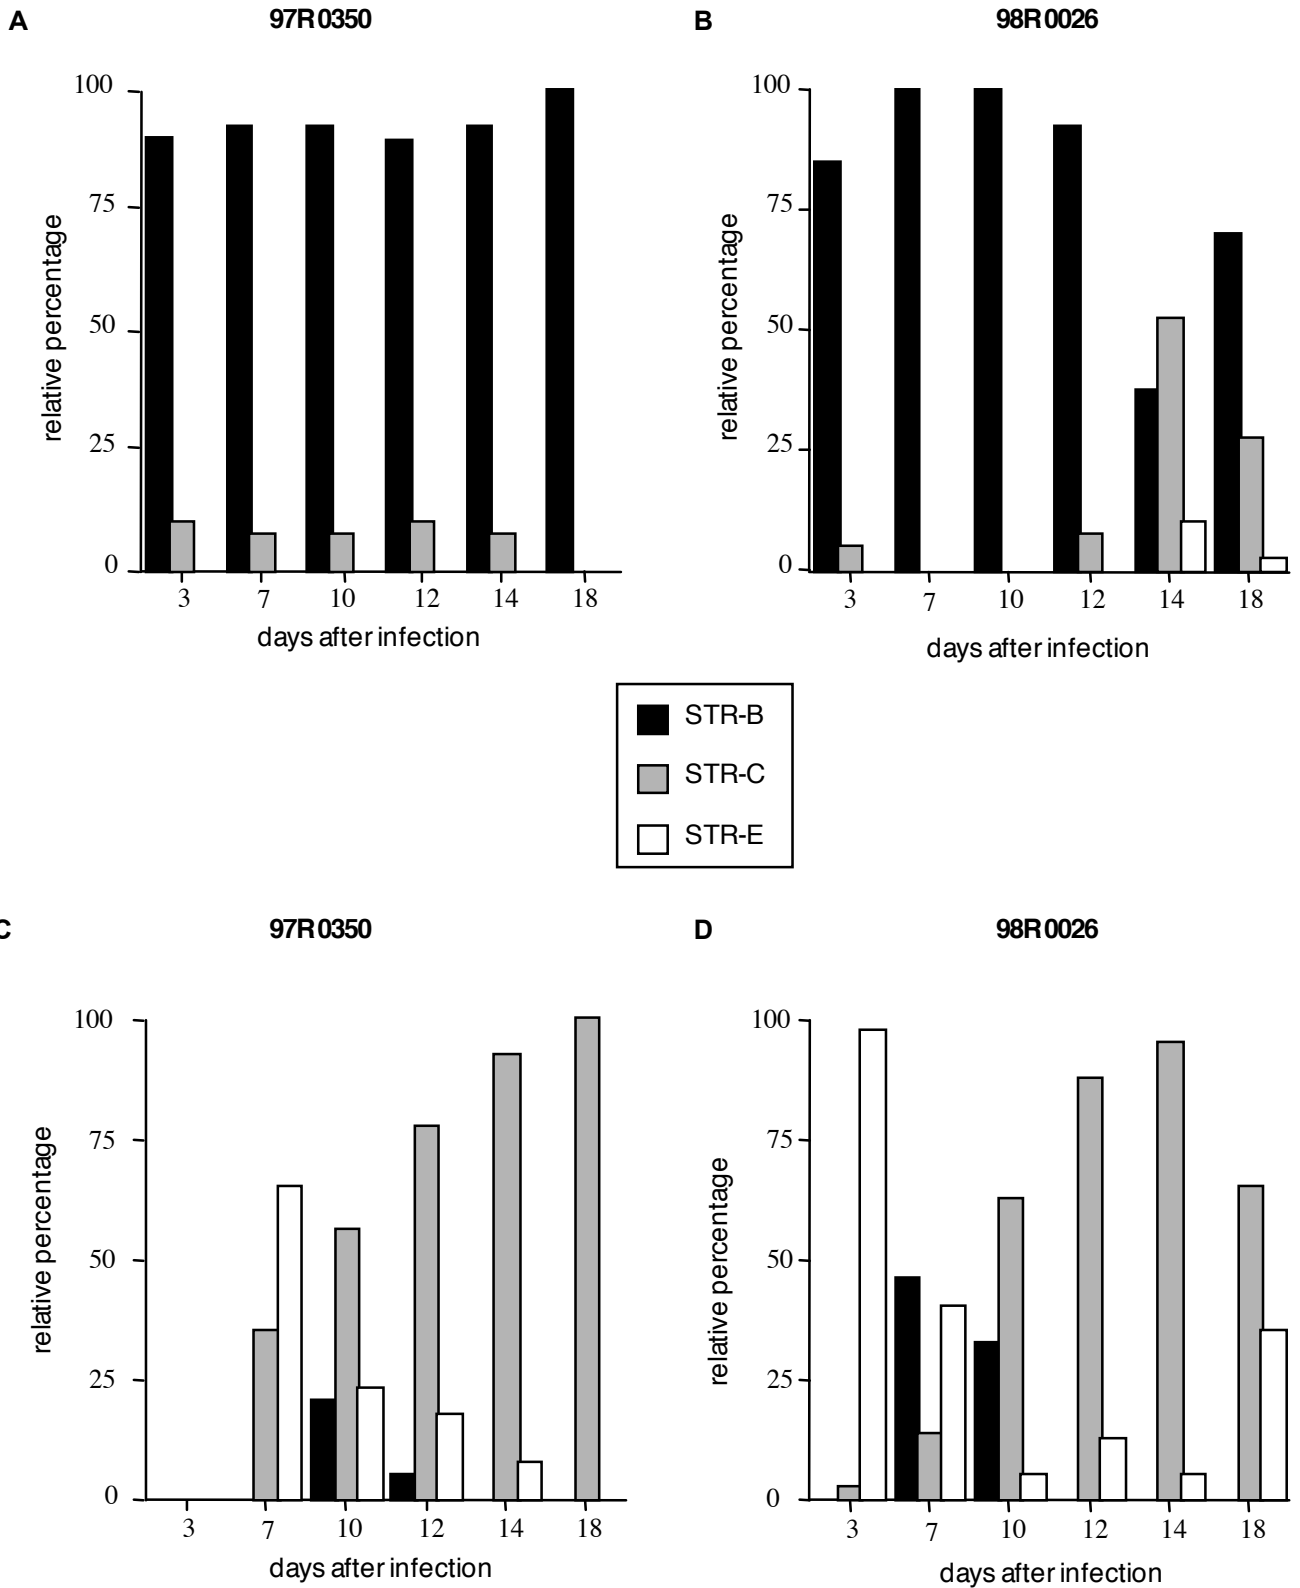 A
97R0350
B
98R0026
100
75
50
25
0
relative percentage
3 7 10 12 14 18
days after infection
100
75
50
25
0
relative percentage
3 7 10 12 14 18
days after infection
STR-B
STR-C
STR-E
C
97R0350
D
98R0026
100
75
50
25
0
relative percentage
3 7 10 12 14 18
days after infection
100
75
50
25
0
relative percentage
3 7 10 12 14 18
days after infection